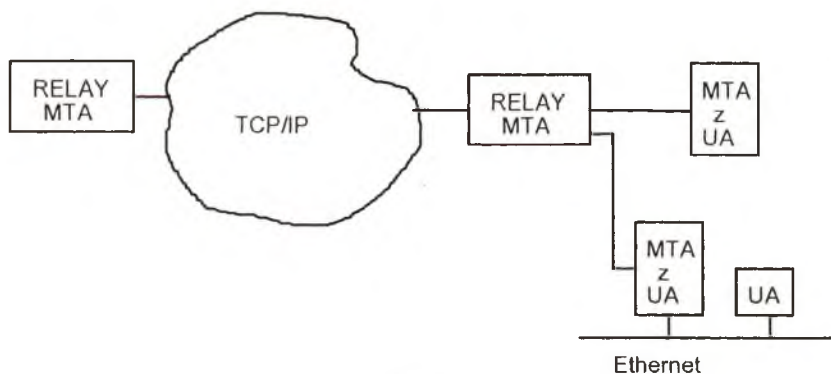 RELAY
MTA
TCP/IP
RELAY
MTA
MTA
z
UA
MTA
z
UA
UA
Ethernet